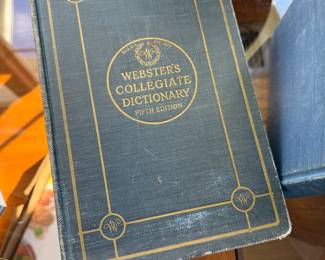 W
WEBSTER'S
COLLEGIATE
DICTIONARY
FIFTH EDITION
W
W